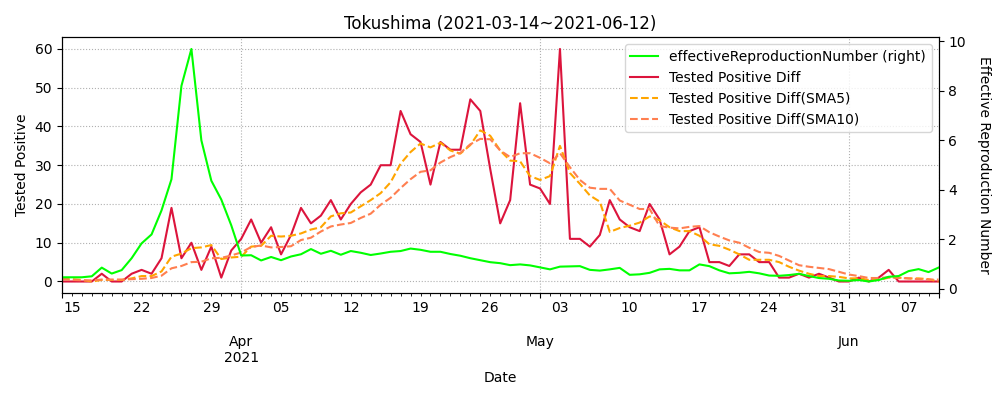 Tokushima (2021-03-14~2021-06-12)
effectiveReproductionNumber (right)
Tested Positive Diff
Tested Positive Diff(SMA5)
Tested Positive Diff(SMA10)
Tested Positive
60
50
40
30
20
10
0
10
8
6
4
2
0
Effective Reproduction Number
15 22 29 05 12 19 26 03 10 17 24 31 07
Apr May Jun
2021
Date